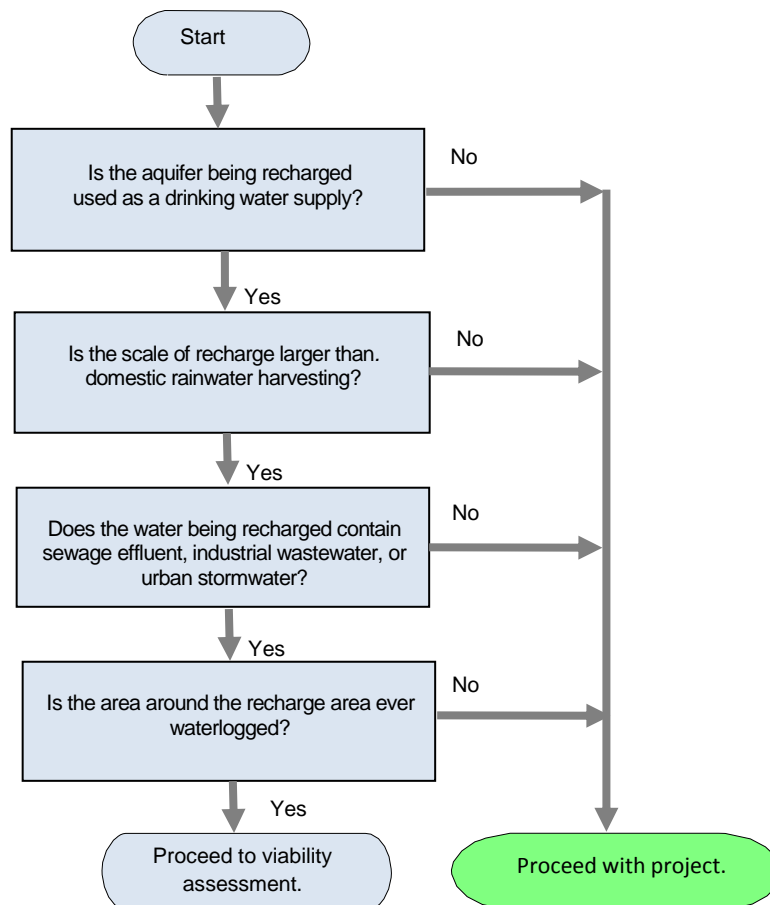 Start
Is the aquifer being recharged
used as a drinking water supply?
No
Yes
Is the scale of recharge larger than.
domestic rainwater harvesting?
No
Yes
Does the water being recharged contain
sewage effluent, industrial wastewater, or
urban stormwater?
No
Yes
Is the area around the recharge area ever
waterlogged?
No
Yes
Proceed to viability
assessment.
Proceed with project.